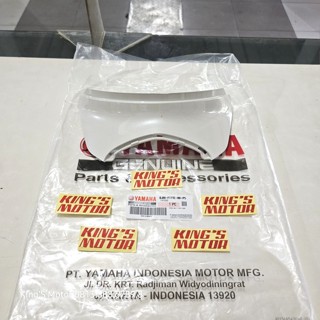 YAMAHA
GENUINE
Parts & Accessories
KING'S
MOTOR
YAMAHA
KING'S
MOTOR
KING'S
MOTOR
KING'S
MOTOR
KING'S
MOTOR
PT. YAMAHA INDONESIA MOTOR MFG.
Jl. DR. KRT. Radjiman Widyodiningrat
JAKARTA - INDONESIA 13920